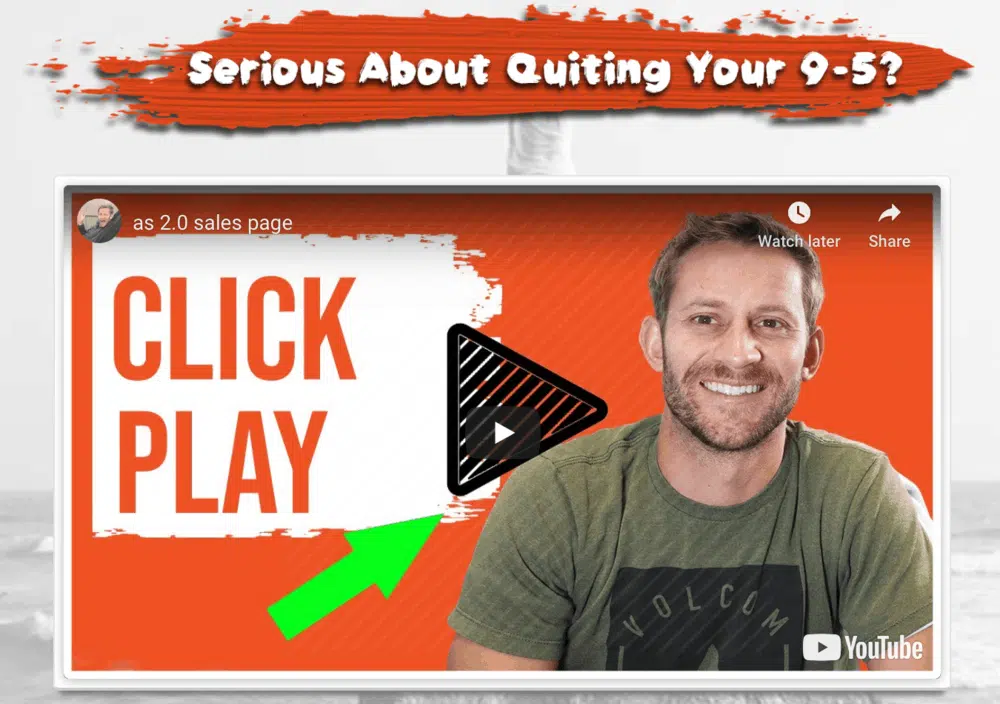 Serious About Quiting Your 9-5?
as 2.0 sales page
Watch later
Share
CLICK
PLAY
VOLCOM
YouTube